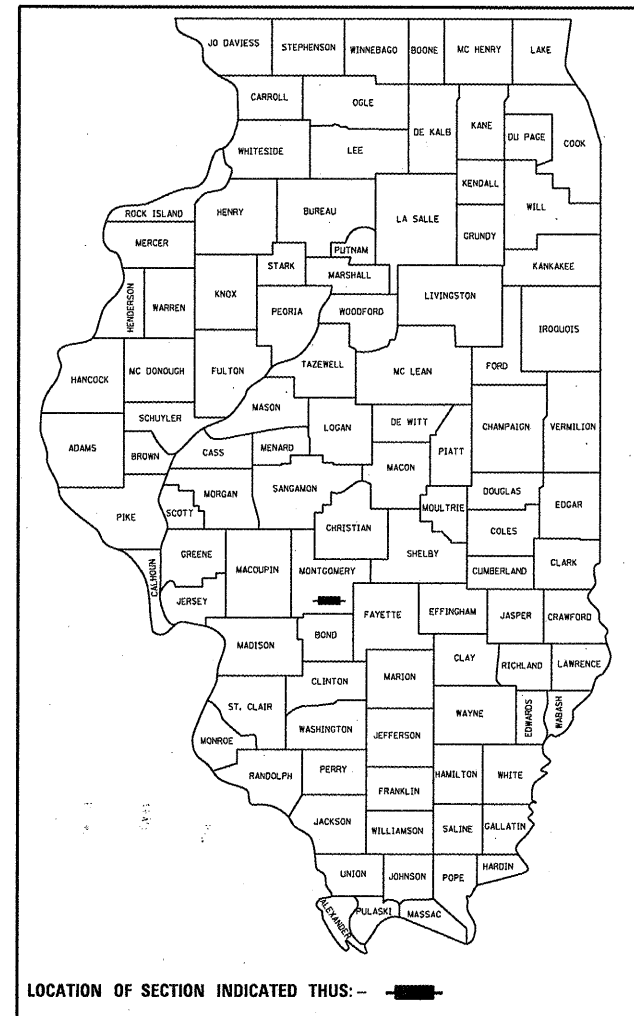 JO DAVIESS STEPHENSON WINNEBAGO BOONE MC HENRY LAKE
CARROLL OGLE
DE KALB KANE DU PAGE COOK
WHITESIDE LEE
KENDALL
WILL
ROCK ISLAND HENRY BUREAU LA SALLE
MERCER PUTNAM GRUNDY
STARK MARSHALL KANKAKEE
HENDERSON WARREN KNOX PEORIA WOODFORD LIVINGSTON
IROQUOIS
HANCOCK MC DONOUGH FULTON TAZEWELL MC LEAN FORD
MASON
SCHUYLER LOGAN DE WITT CHAMPAIGN VERMILION
ADAMS
BROWN CASS MENARD MACON PIATT
SANGAMON DOUGLAS
MORGAN MOULTRIE EDGAR
PIKE SCOTT CHRISTIAN COLES
GREENE SHELBY
CALHOUN MACOUPIN MONTGOMERY CUMBERLAND CLARK
JERSEY FAYETTE EFFINGHAM JASPER CRAWFORD
MADISON BOND
CLAY RICHLAND LAWRENCE
CLINTON MARION
ST. CLAIR WAYNE EDWARDS WABASH
WASHINGTON JEFFERSON
MONROE
RANDOLPH PERRY HAMILTON WHITE
FRANKLIN
JACKSON WILLIAMSON SALINE GALLATIN
HARDIN
UNION JOHNSON POPE
ALEXANDER PULASKI MASSAC
LOCATION OF SECTION INDICATED THUS: –